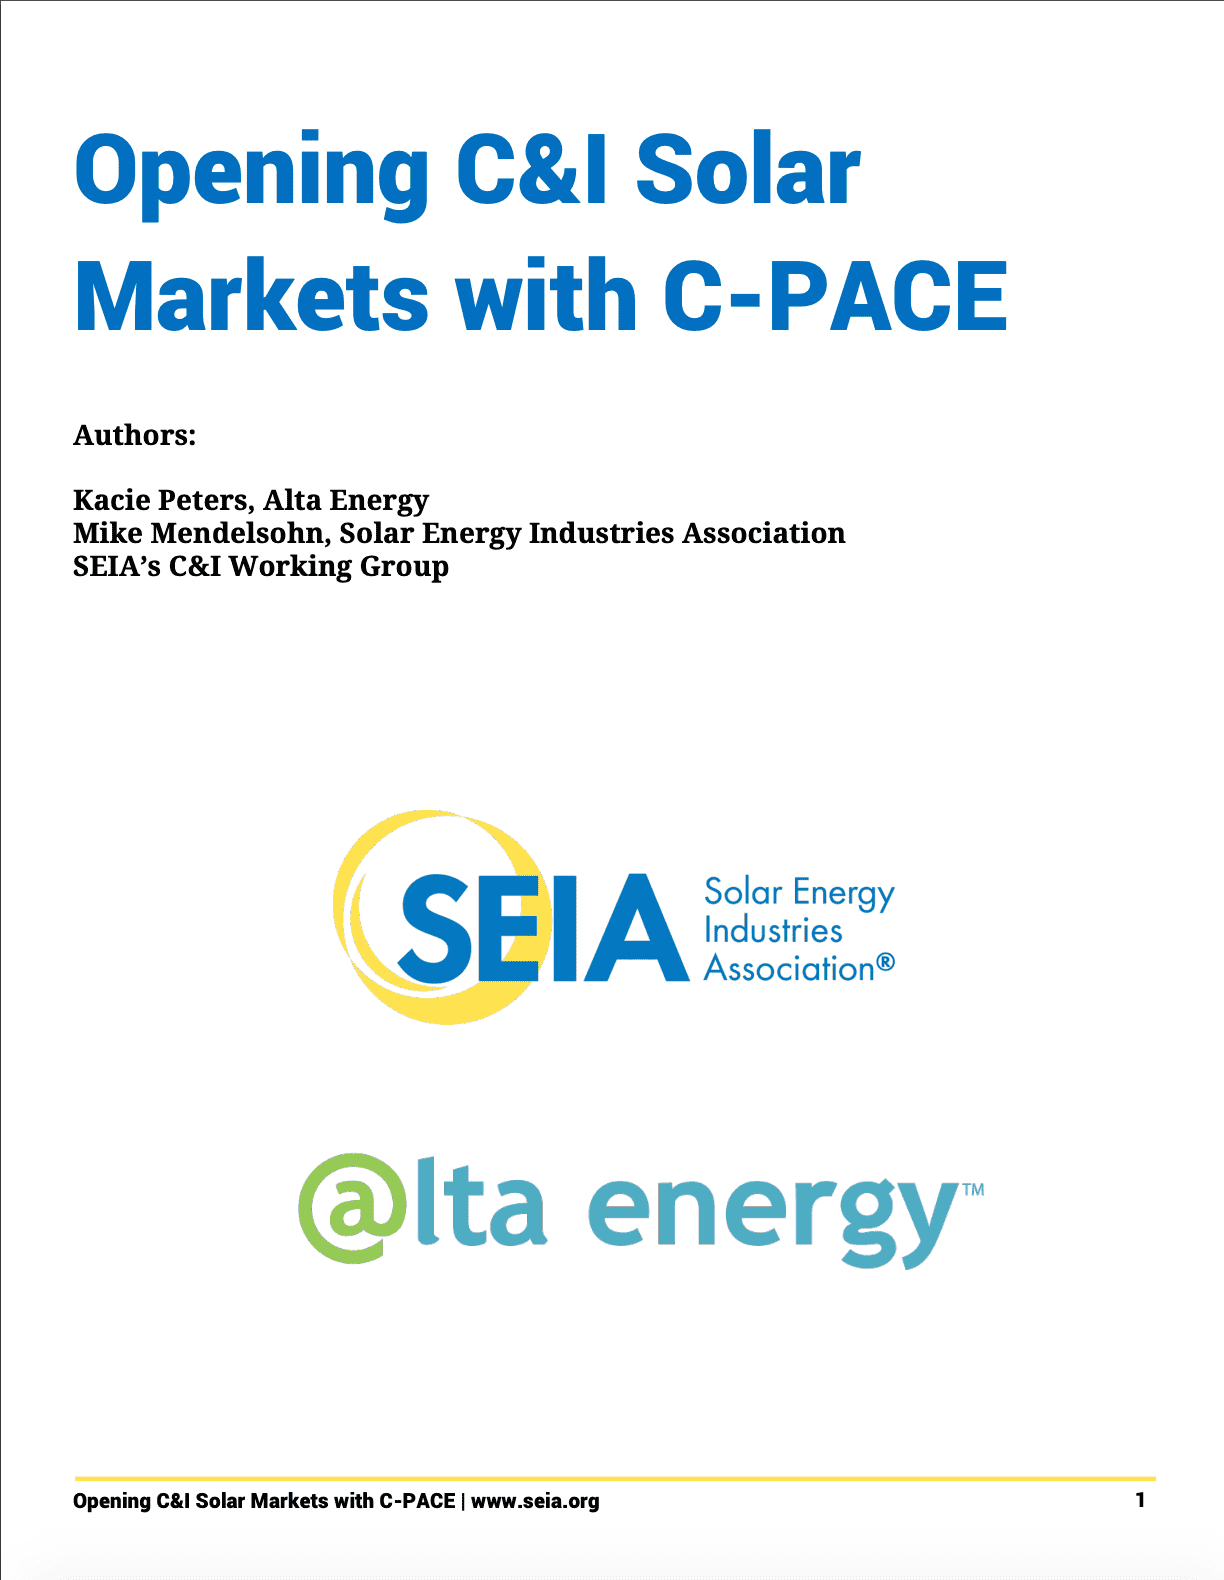 Opening C&I Solar
Markets with C-PACE
Authors:
Kacie Peters, Alta Energy
Mike Mendelsohn, Solar Energy Industries Association
SEIA’s C&I Working Group
SEIA
Solar Energy
Industries
Association®
@lta energy™
Opening C&I Solar Markets with C-PACE | www.seia.org 1